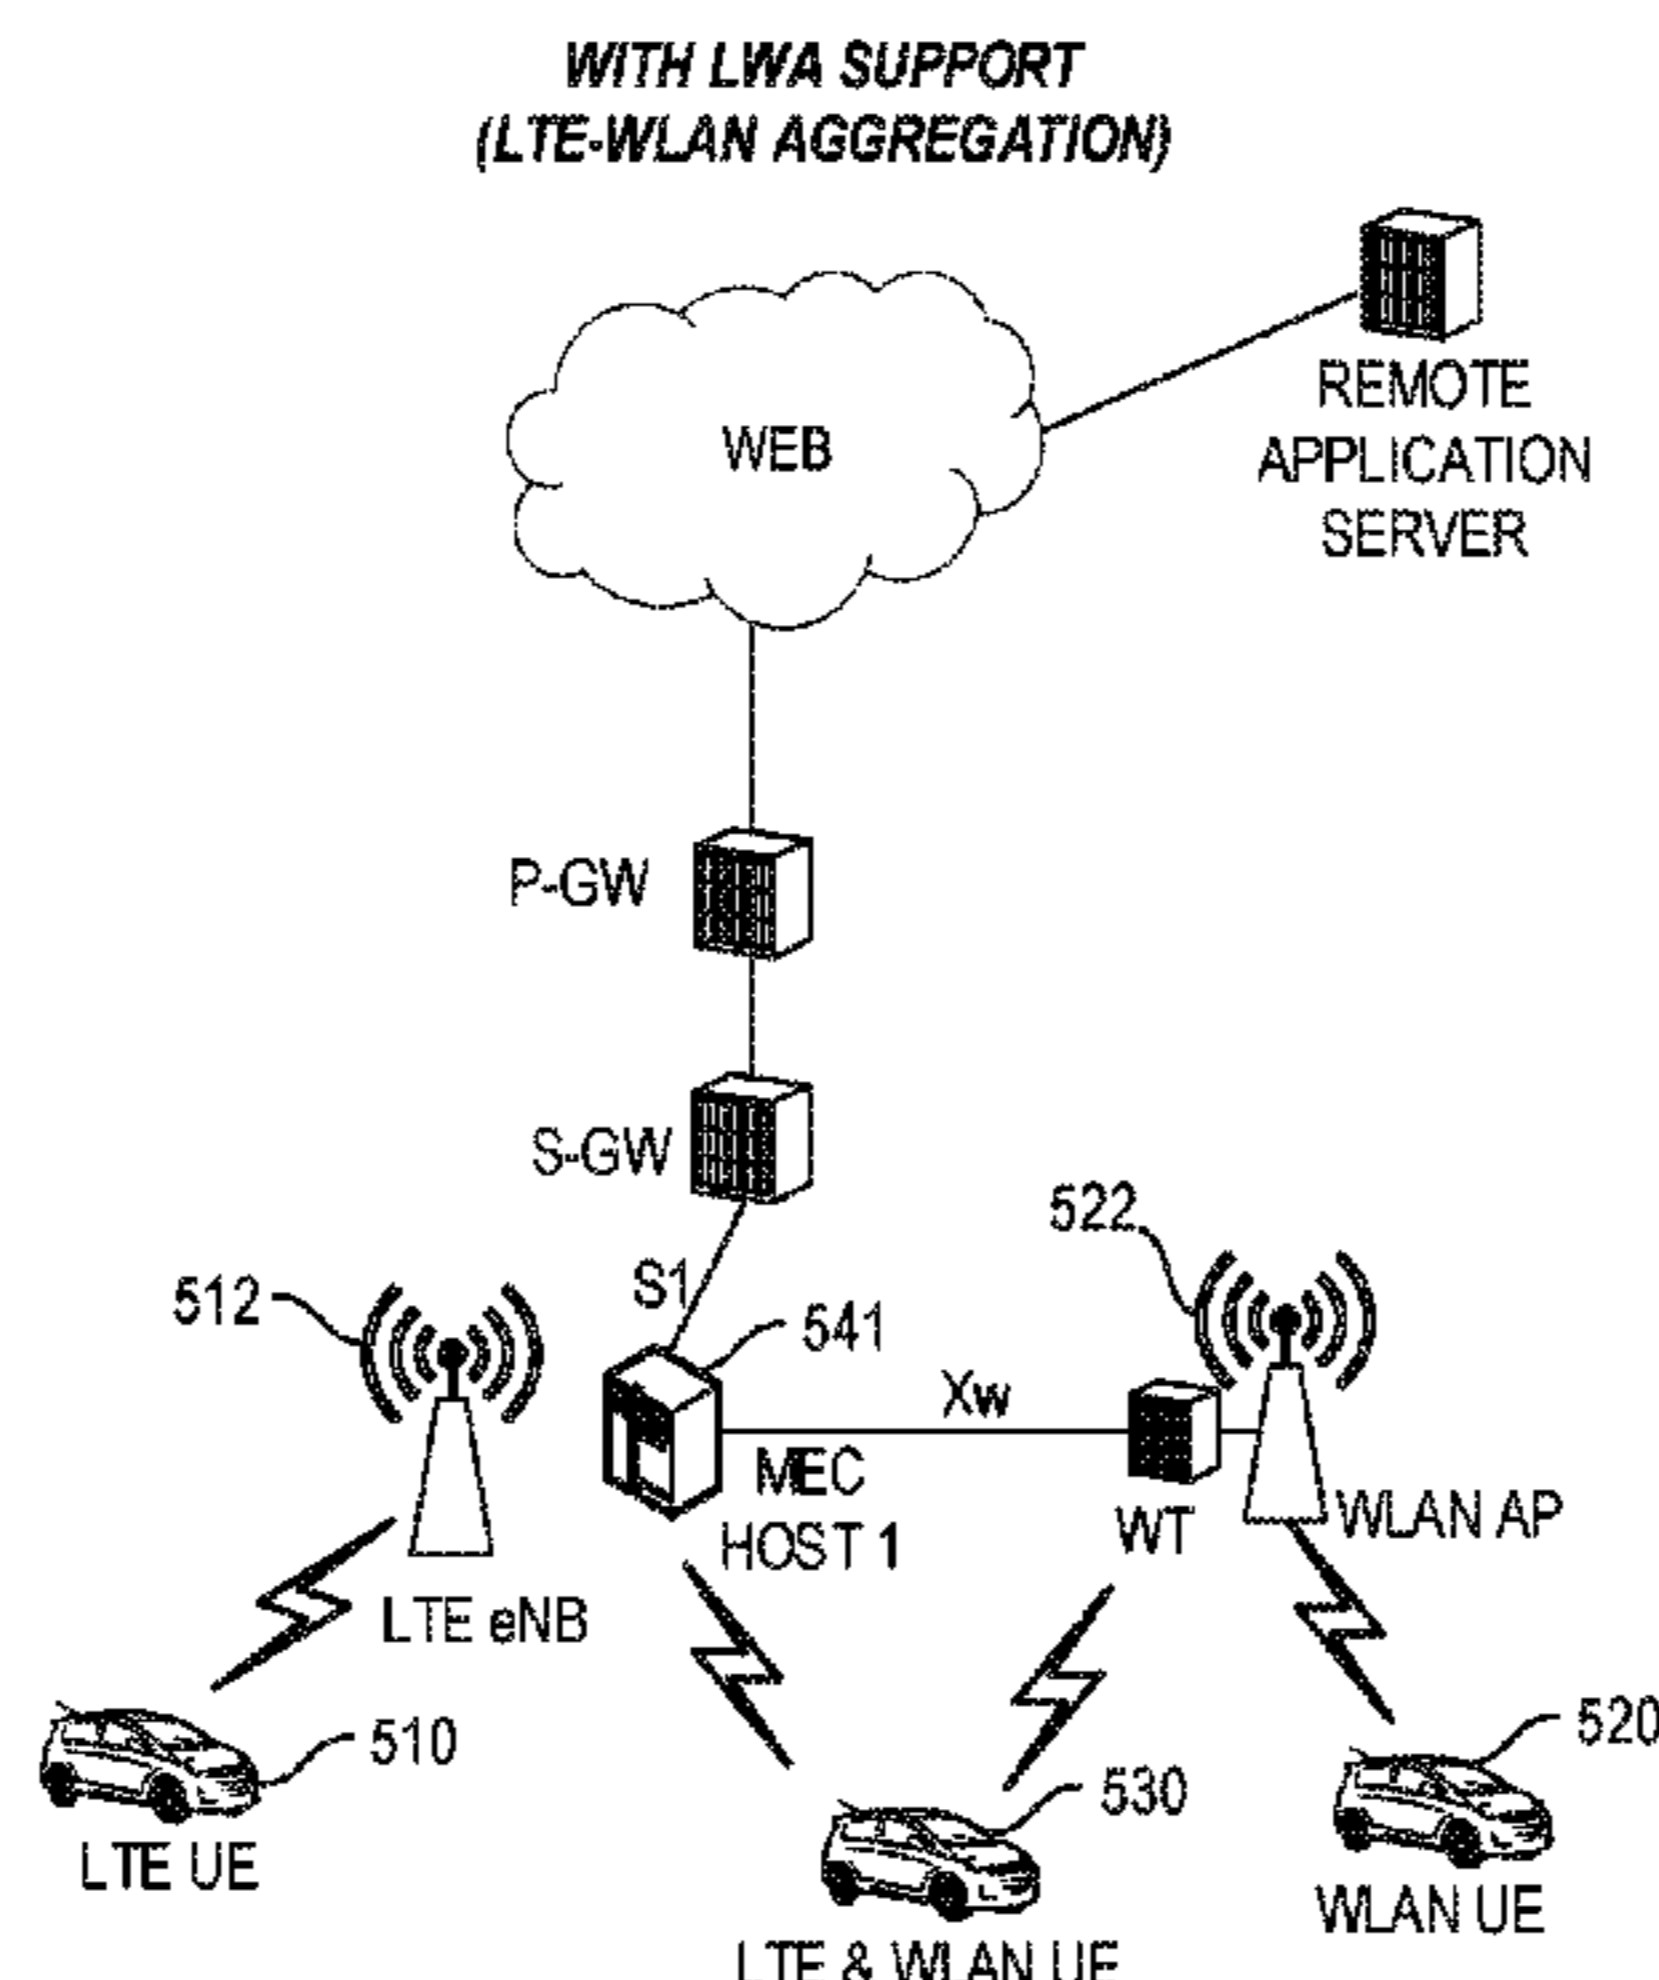 WITH LWA SUPPORT
(LTE-WLAN AGGREGATION)
REMOTE
APPLICATION
SERVER
WEB
P-GW
S-GW
522
512
S1
541
Xw
MEC
HOST 1
WT
WLAN AP
LTE eNB
510
520
530
LTE UE
WLAN UE
LTE & WLAN UE